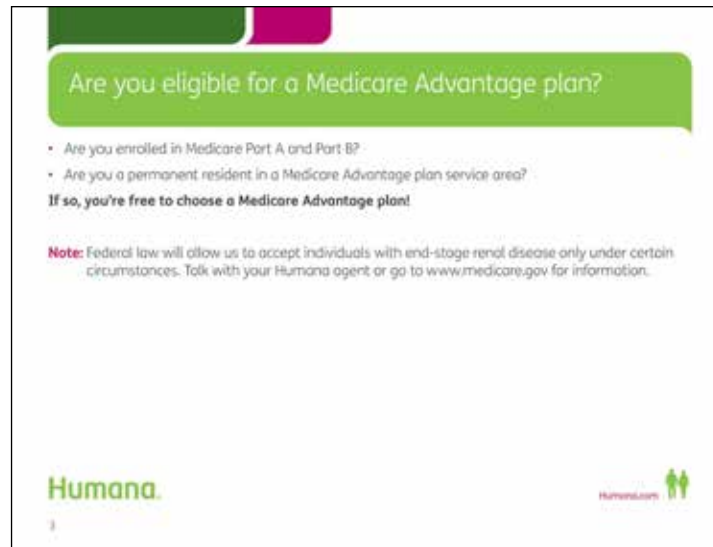 Are you eligible for a Medicare Advantage plan?
• Are you enrolled in Medicare Part A and Part B?
• Are you a permanent resident in a Medicare Advantage plan service area?
If so, you're free to choose a Medicare Advantage plan!
Note: Federal law will allow us to accept individuals with end-stage renal disease only under certain
circumstances. Talk with your Humana agent or go to www.medicare.gov for information.
Humana.
Humana.com
3